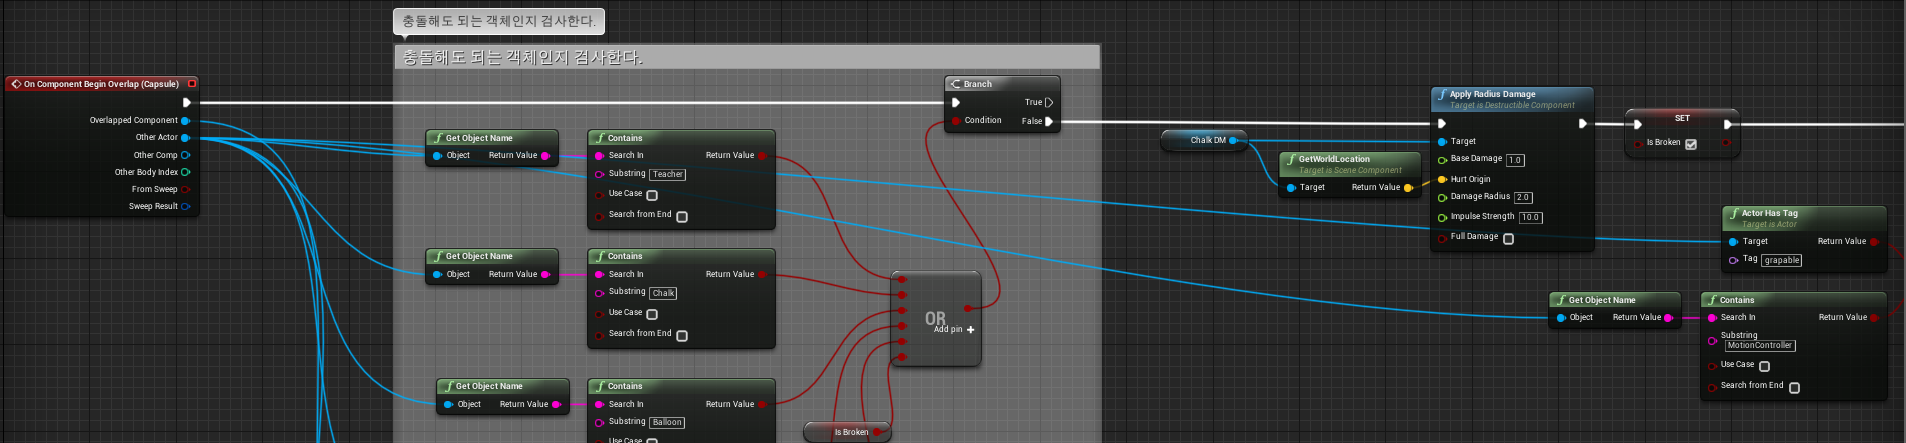 충돌해도 되는 객체인지 검사한다.
충돌해도 되는 객체인지 검사한다.
On Component Begin Overlap (Capsule)
Overlapped Component
Other Actor
Other Comp
Other Body Index
From Sweep
Sweep Result
Get Object Name
Object Return Value
Contains
Search In Return Value
Substring Teacher
Use Case
Search from End
Get Object Name
Object Return Value
Contains
Search In Return Value
Substring Chalk
Use Case
Search from End
Get Object Name
Object Return Value
Contains
Search In Return Value
Substring Balloon
Use Case
Branch
True
Condition False
OR
Add pin
Is Broken
Chalk DM
GetWorldLocation
Target is Scene Component
Target Return Value
Apply Radius Damage
Target is Destructible Component
Target
Base Damage 1.0
Hurt Origin
Damage Radius 2.0
Impulse Strength 10.0
Full Damage
SET
Is Broken
Actor Has Tag
Target is Actor
Target Return Value
Tag grapable
Get Object Name
Object Return Value
Contains
Search In Return Value
Substring
MotionController
Use Case
Search from End